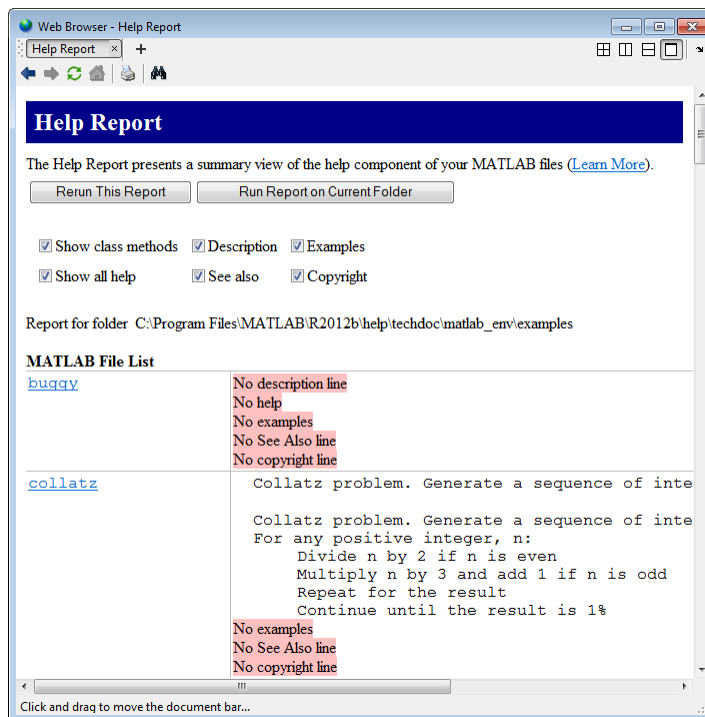 Web Browser - Help Report
Help Report
Help Report
The Help Report presents a summary view of the help component of your MATLAB files (Learn More).
Rerun This Report Run Report on Current Folder
Show class methods Description Examples
Show all help See also Copyright
Report for folder C:\Program Files\MATLAB\R2012b\help\techdoc\matlab_env\examples
MATLAB File List
buggy No description line
No help
No examples
No See Also line
No copyright line
collatz Collatz problem. Generate a sequence of inte
Collatz problem. Generate a sequence of inte
For any positive integer, n:
Divide n by 2 if n is even
Multiply n by 3 and add 1 if n is odd
Repeat for the result
Continue until the result is 1%
No examples
No See Also line
No copyright line
Click and drag to move the document bar...